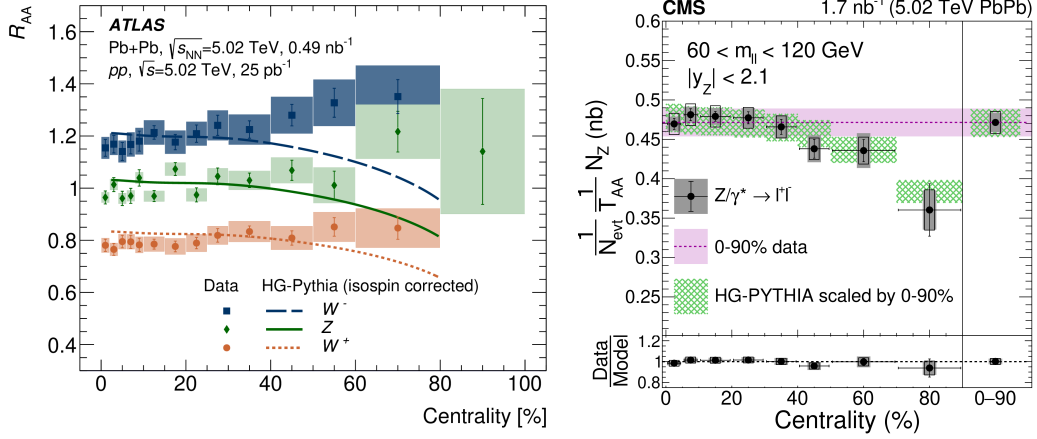 R_AA
1.6
1.4
1.2
1
0.8
0.6
0.4
ATLAS
Pb+Pb, √s_NN=5.02 TeV, 0.49 nb⁻¹
pp, √s=5.02 TeV, 25 pb⁻¹
Data HG-Pythia (isospin corrected)
W⁻
Z
W⁺
0 20 40 60 80 100
Centrality [%]
CMS 1.7 nb⁻¹ (5.02 TeV PbPb)
60 < m_ll < 120 GeV
|y_Z| < 2.1
1/N_evt 1/T_AA N_Z (nb)
0.6
0.55
0.5
0.45
0.4
0.35
0.3
0.25
Z/γ* → l⁺l⁻
0-90% data
HG-PYTHIA scaled by 0-90%
Data/Model
1.2
1
0.8
0 20 40 60 80 0–90
Centrality (%)